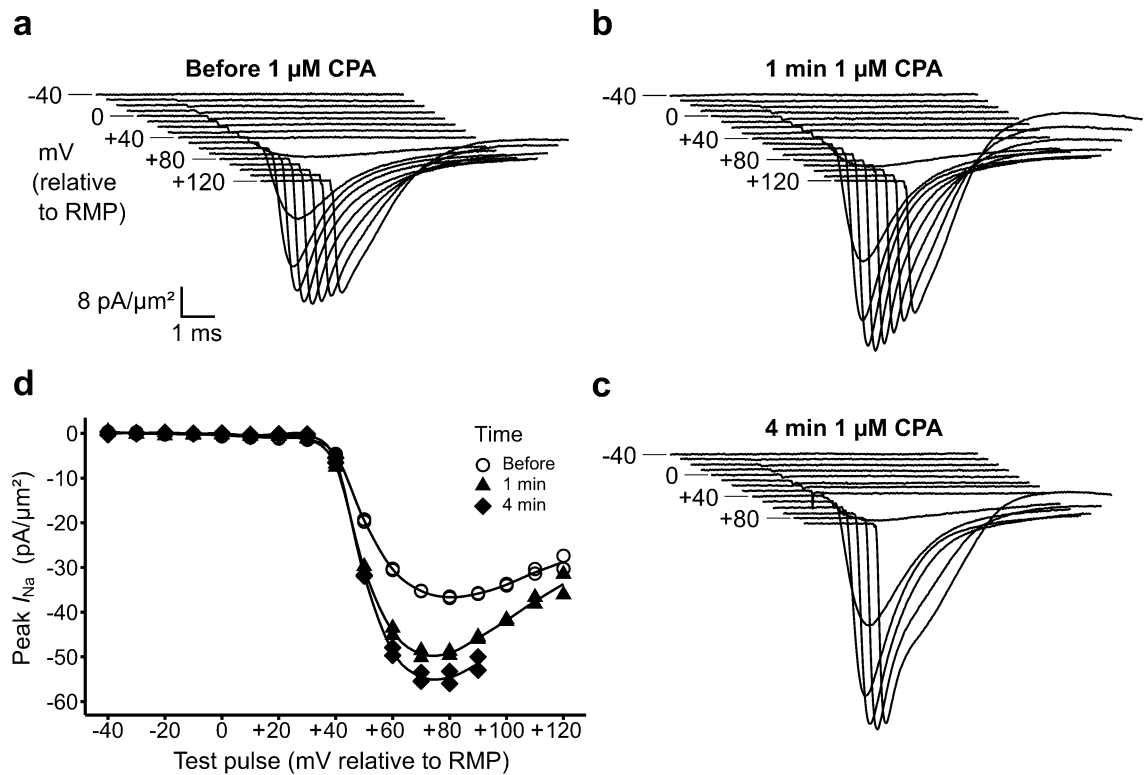 a
Before 1 µM CPA
-40
0
+40
+80
+120
mV
(relative
to RMP)
8 pA/µm²
1 ms
b
1 min 1 µM CPA
-40
0
+40
+80
+120
d
Time
Before
1 min
4 min
0
-10
-20
-30
-40
-50
-60
Peak INa (pA/µm²)
-40 -20 0 +20 +40 +60 +80 +100 +120
Test pulse (mV relative to RMP)
c
4 min 1 µM CPA
-40
0
+40
+80